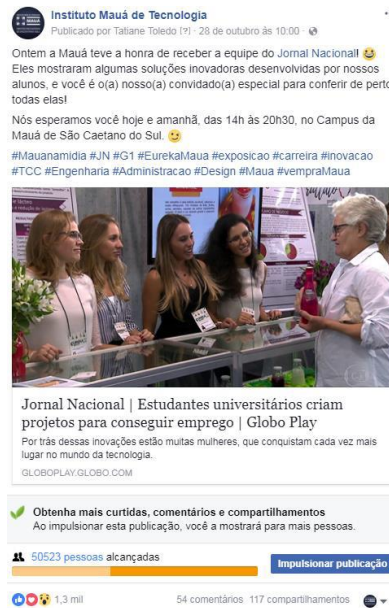 Instituto Mauá de Tecnologia
Publicado por Tatiane Toledo [?] · 28 de outubro às 10:00 ·
Ontem a Mauá teve a honra de receber a equipe do Jornal Nacional!
Eles mostraram algumas soluções inovadoras desenvolvidas por nossos
alunos, e você é o(a) nosso(a) convidado(a) especial para conferir de perto
todas elas!
Nós esperamos você hoje e amanhã, das 14h às 20h30, no Campus da
Mauá de São Caetano do Sul.
#Mauanamidia #JN #G1 #EurekaMaua #exposicao #carreira #inovacao
#TCC #Engenharia #Administracao #Design #Maua #vempraMaua
Jornal Nacional | Estudantes universitários criam
projetos para conseguir emprego | Globo Play
Por trás dessas inovações estão muitas mulheres, que conquistam cada vez mais
lugar no mundo da tecnologia.
GLOBOPLAY.GLOBO.COM
Obtenha mais curtidas, comentários e compartilhamentos
Ao impulsionar esta publicação, você a mostrará para mais pessoas.
50523 pessoas alcançadas
Impulsionar publicação
1,3 mil
54 comentários 117 compartilhamentos